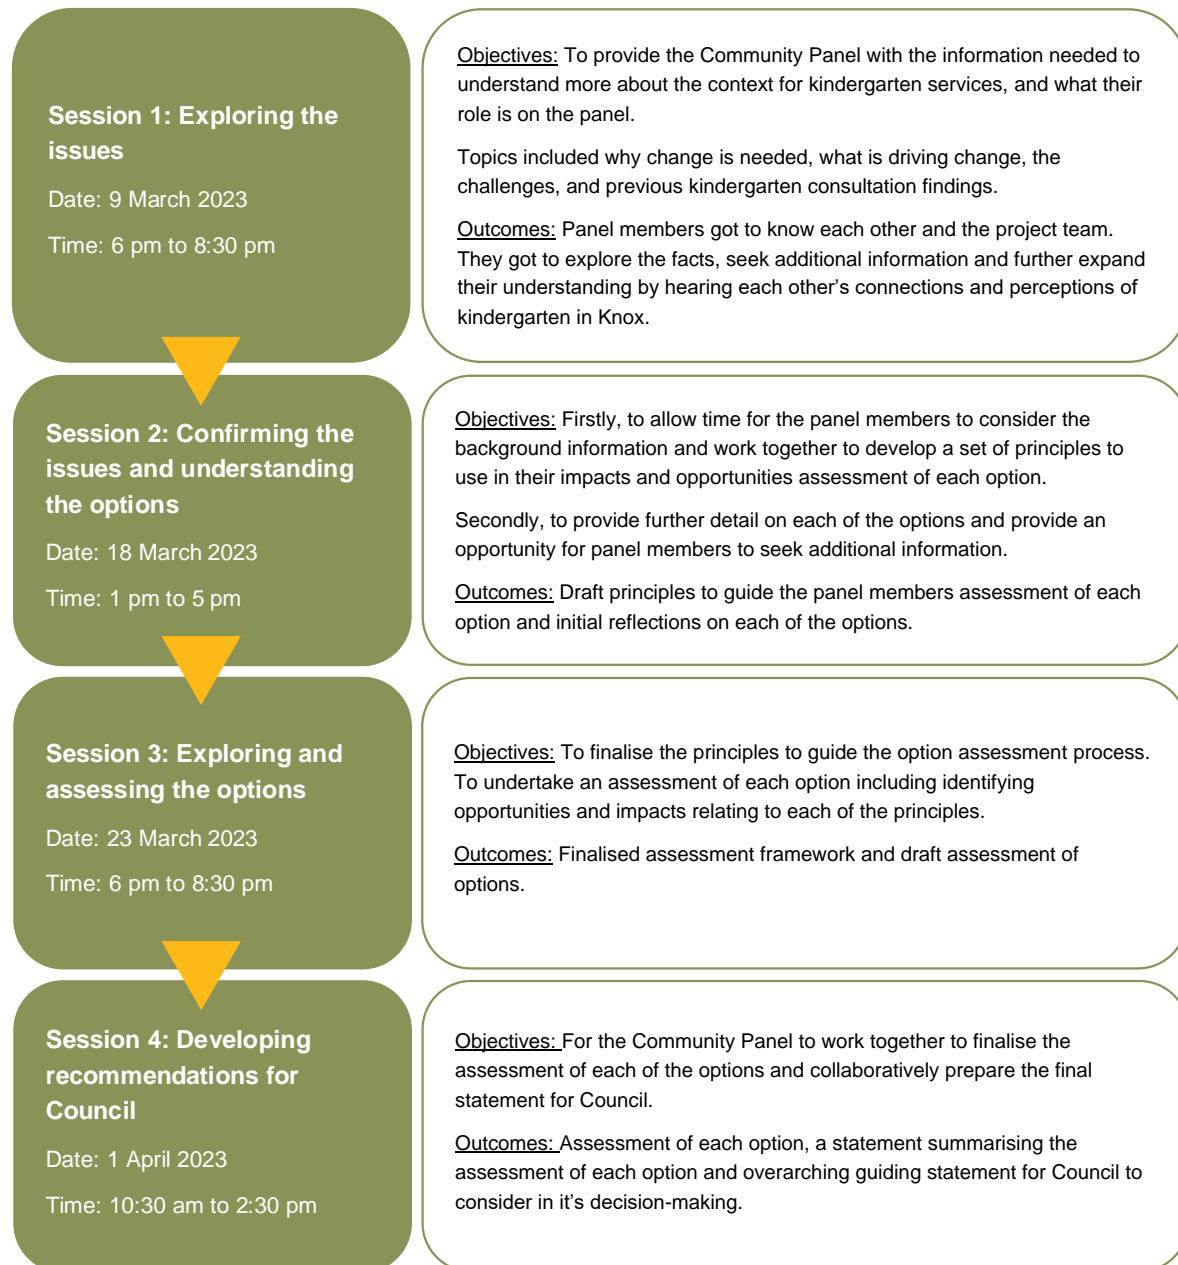 Session 1: Exploring the
issues
Date: 9 March 2023
Time: 6 pm to 8:30 pm
Objectives: To provide the Community Panel with the information needed to
understand more about the context for kindergarten services, and what their
role is on the panel.
Topics included why change is needed, what is driving change, the
challenges, and previous kindergarten consultation findings.
Outcomes: Panel members got to know each other and the project team.
They got to explore the facts, seek additional information and further expand
their understanding by hearing each other’s connections and perceptions of
kindergarten in Knox.
Session 2: Confirming the
issues and understanding
the options
Date: 18 March 2023
Time: 1 pm to 5 pm
Objectives: Firstly, to allow time for the panel members to consider the
background information and work together to develop a set of principles to
use in their impacts and opportunities assessment of each option.
Secondly, to provide further detail on each of the options and provide an
opportunity for panel members to seek additional information.
Outcomes: Draft principles to guide the panel members assessment of each
option and initial reflections on each of the options.
Session 3: Exploring and
assessing the options
Date: 23 March 2023
Time: 6 pm to 8:30 pm
Objectives: To finalise the principles to guide the option assessment process.
To undertake an assessment of each option including identifying
opportunities and impacts relating to each of the principles.
Outcomes: Finalised assessment framework and draft assessment of
options.
Session 4: Developing
recommendations for
Council
Date: 1 April 2023
Time: 10:30 am to 2:30 pm
Objectives: For the Community Panel to work together to finalise the
assessment of each of the options and collaboratively prepare the final
statement for Council.
Outcomes: Assessment of each option, a statement summarising the
assessment of each option and overarching guiding statement for Council to
consider in it’s decision-making.